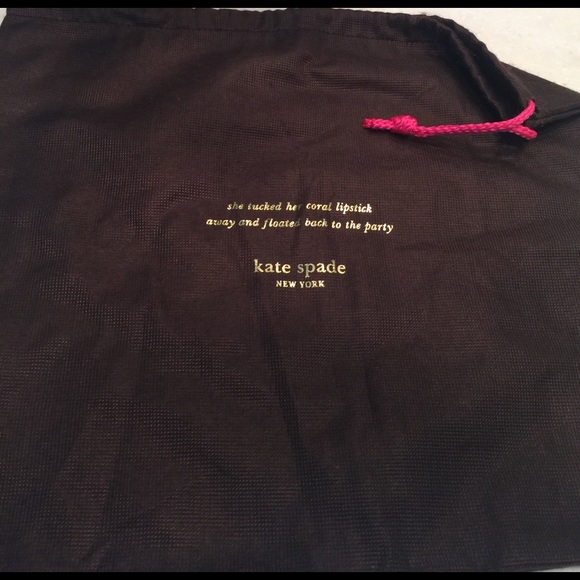 she tucked her coral lipstick
away and floated back to the party
kate spade
NEW YORK